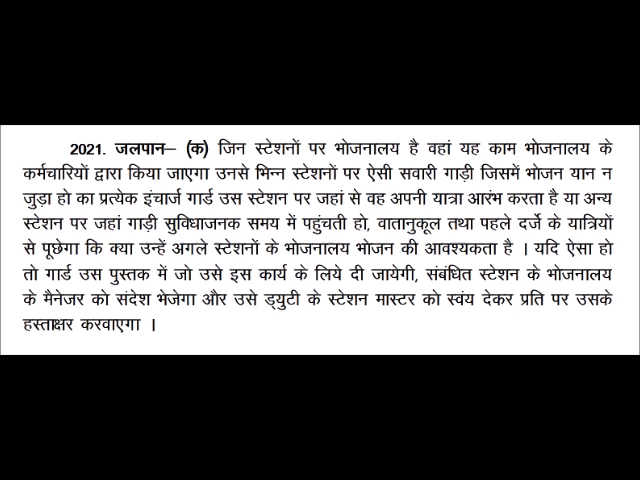 2021. जलपान– (क) जिन स्टेशनों पर भोजनालय है वहां यह काम भोजनालय के
कर्मचारियों द्वारा किया जाएगा उनसे भिन्न स्टेशनों पर ऐसी सवारी गाड़ी जिसमें भोजन यान न
जुड़ा हो का प्रत्येक इंचार्ज गार्ड उस स्टेशन पर जहां से वह अपनी यात्रा आरंभ करता है या अन्य
स्टेशन पर जहां गाड़ी सुविधाजनक समय में पहुंचती हो, वातानुकूल तथा पहले दर्जे के यात्रियों
से पूछेगा कि क्या उन्हें अगले स्टेशनों के भोजनालय भोजन की आवश्यकता है । यदि ऐसा हो
तो गार्ड उस पुस्तक में जो उसे इस कार्य के लिये दी जायेगी, संबंधित स्टेशन के भोजनालय
के मैनेजर को संदेश भेजेगा और उसे ड्युटी के स्टेशन मास्टर को स्वंय देकर प्रति पर उसके
हस्ताक्षर करवाएगा ।